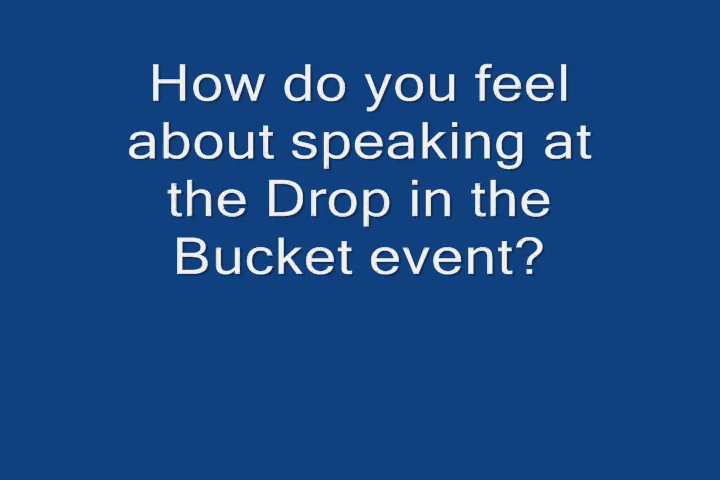 How do you feel
about speaking at
the Drop in the
Bucket event?